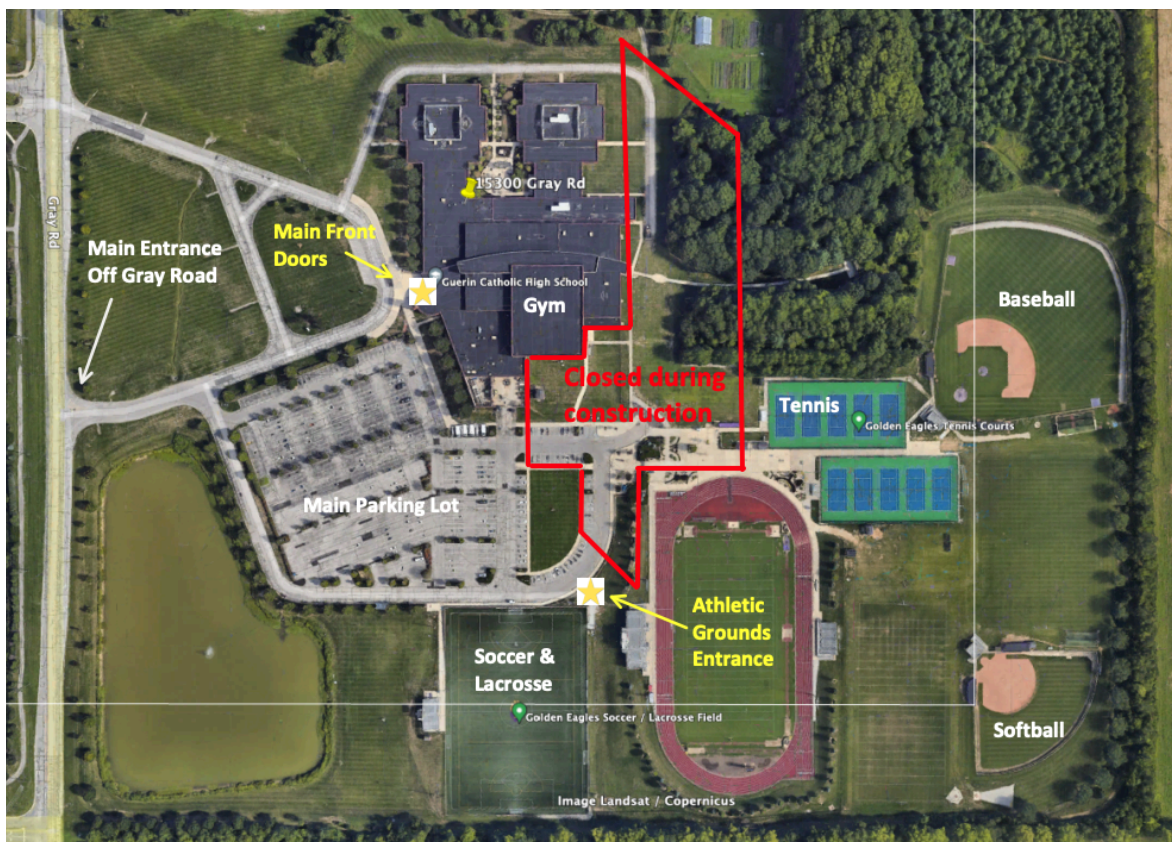 15300 Gray Rd
Gray Rd
Main Front
Doors
Main Entrance
Off Gray Road
Guerin Catholic High School
Gym
Baseball
Closed during
construction
Tennis
Golden Eagles Tennis Courts
Main Parking Lot
Athletic
Grounds
Entrance
Soccer &
Lacrosse
Golden Eagles Soccer / Lacrosse Field
Softball
Image Landsat / Copernicus